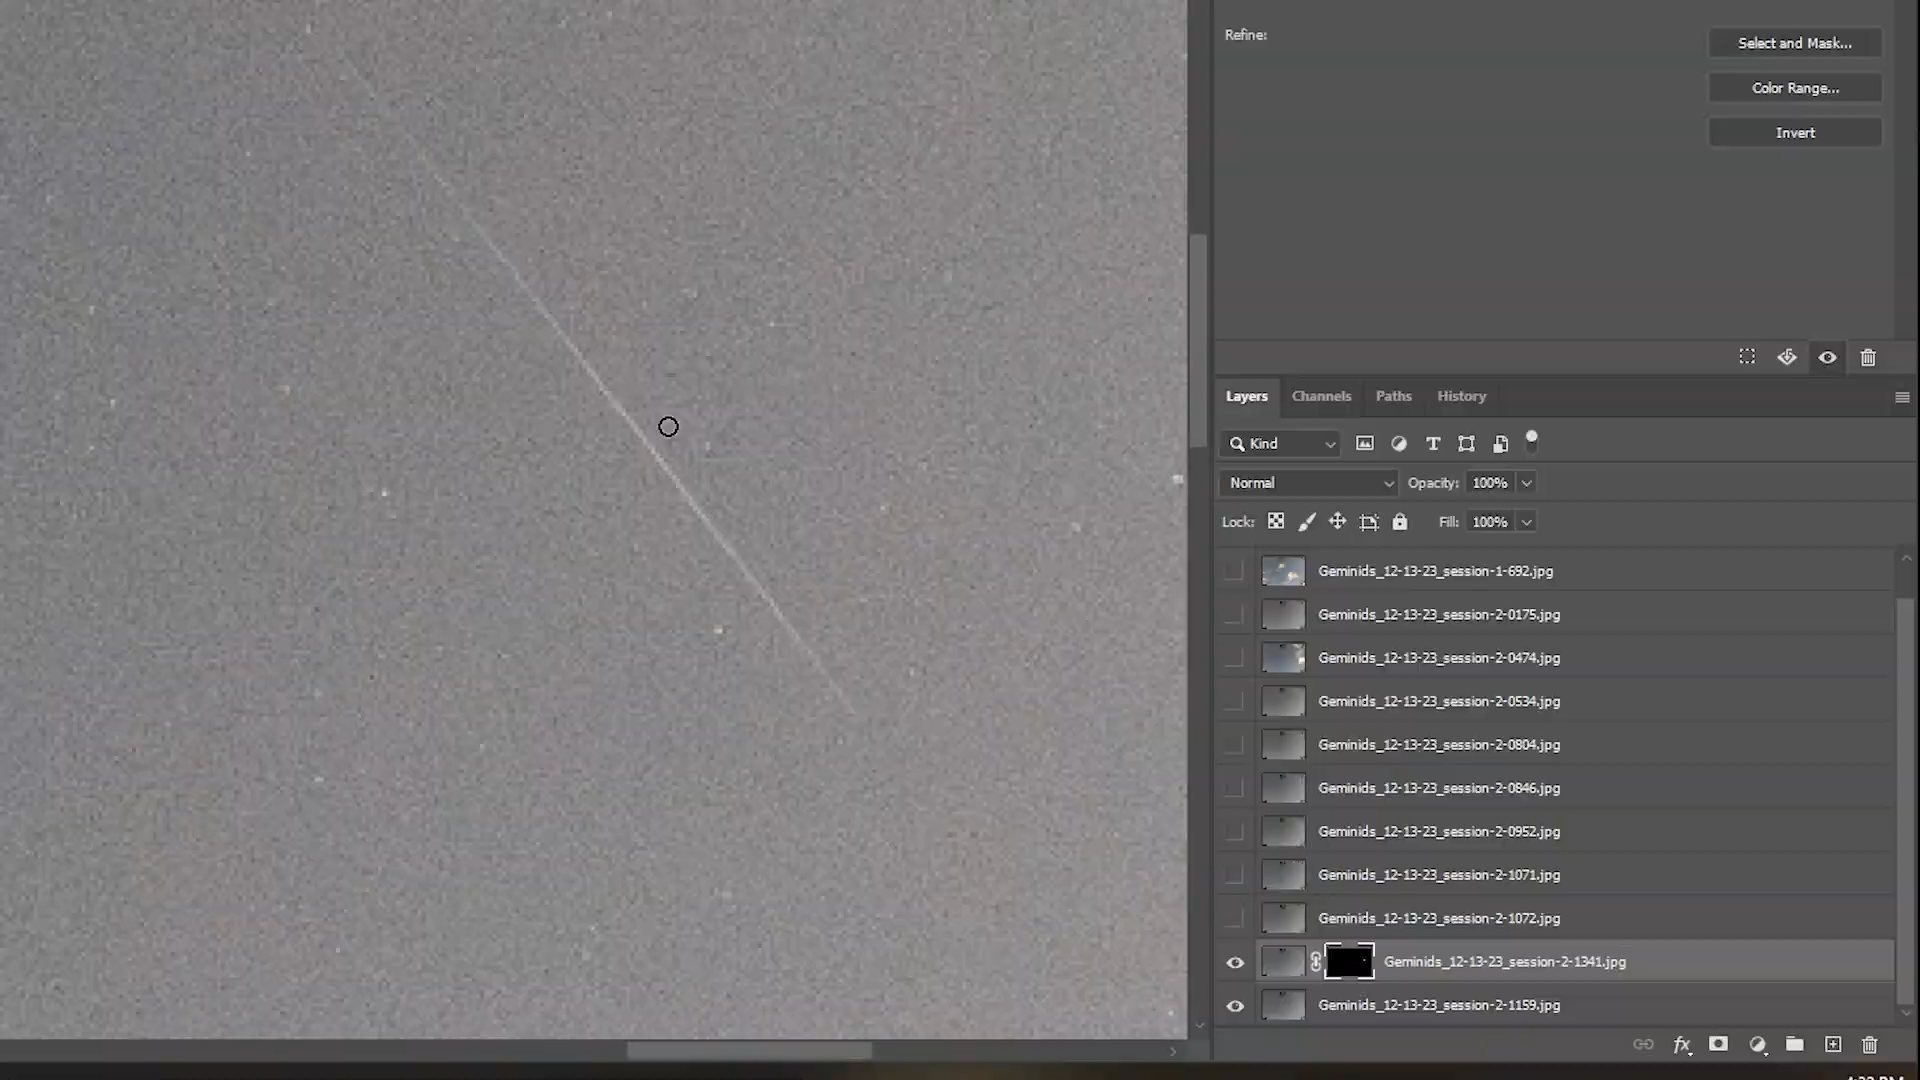 Refine:
Select and Mask...
Color Range...
Invert
Layers Channels Paths History
Kind
Normal Opacity: 100%
Lock: Fill: 100%
Geminids_12-13-23_session-1-692.jpg
Geminids_12-13-23_session-2-0175.jpg
Geminids_12-13-23_session-2-0474.jpg
Geminids_12-13-23_session-2-0534.jpg
Geminids_12-13-23_session-2-0804.jpg
Geminids_12-13-23_session-2-0846.jpg
Geminids_12-13-23_session-2-0952.jpg
Geminids_12-13-23_session-2-1071.jpg
Geminids_12-13-23_session-2-1072.jpg
Geminids_12-13-23_session-2-1341.jpg
Geminids_12-13-23_session-2-1159.jpg
fx